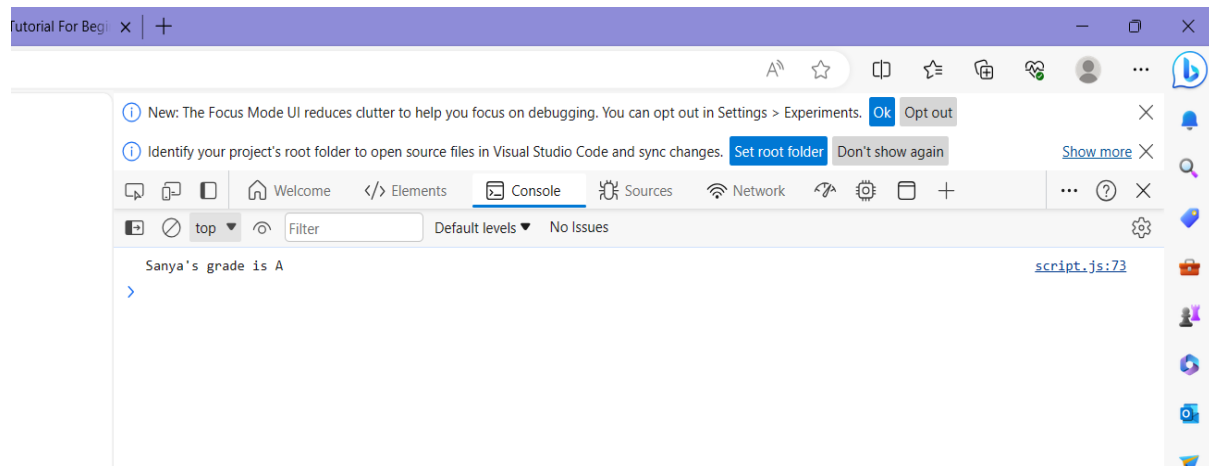 Tutorial For Begi
New: The Focus Mode UI reduces clutter to help you focus on debugging. You can opt out in Settings > Experiments. Ok Opt out
Identify your project's root folder to open source files in Visual Studio Code and sync changes. Set root folder Don't show again Show more
Welcome </> Elements Console Sources Network
top Filter Default levels No Issues
Sanya's grade is A script.js:73
>